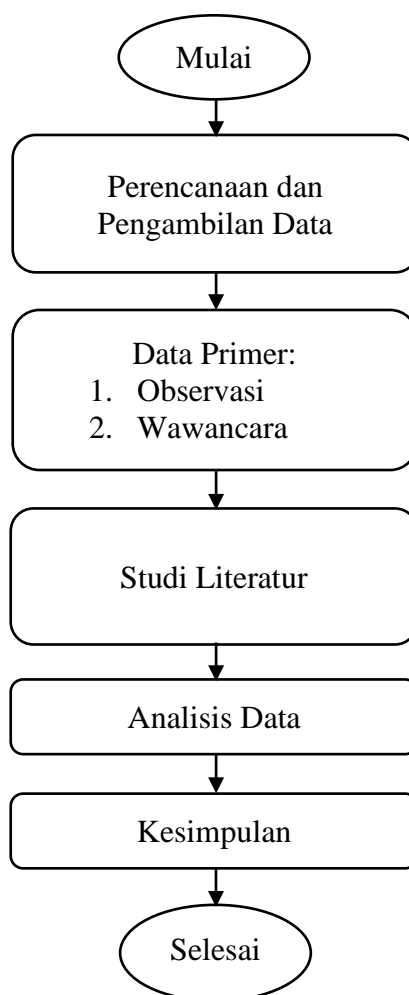 Mulai
Perencanaan dan
Pengambilan Data
Data Primer:
1. Observasi
2. Wawancara
Studi Literatur
Analisis Data
Kesimpulan
Selesai